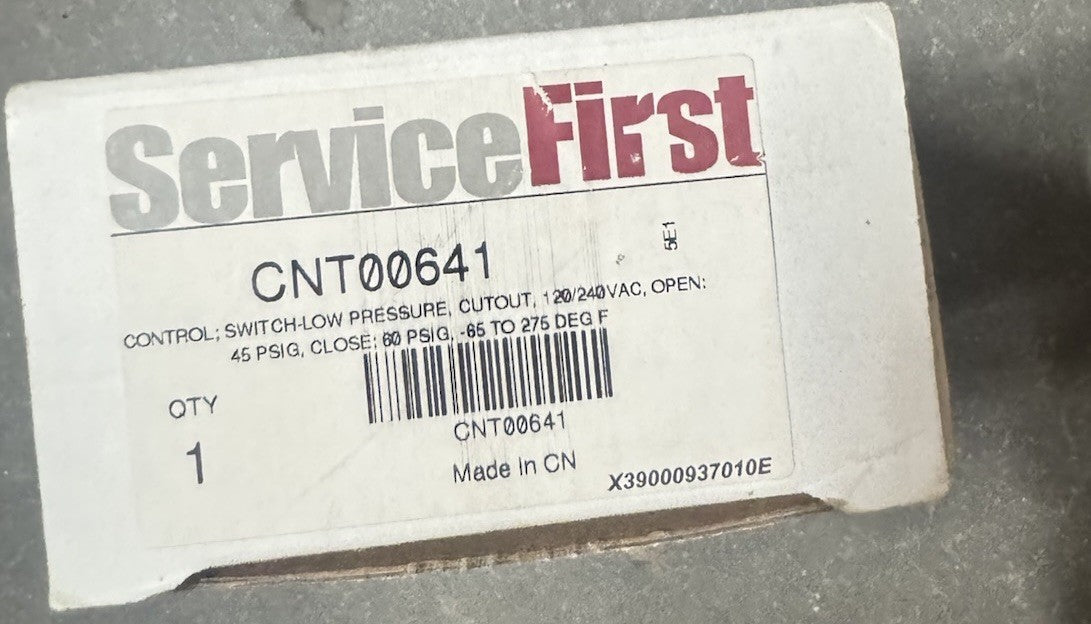 ServiceFirst
5E1
CNT00641
CONTROL; SWITCH-LOW PRESSURE, CUTOUT, 120/240VAC, OPEN:
45 PSIG, CLOSE: 60 PSIG, -65 TO 275 DEG F
QTY
1
CNT00641
Made In CN
X39000937010E